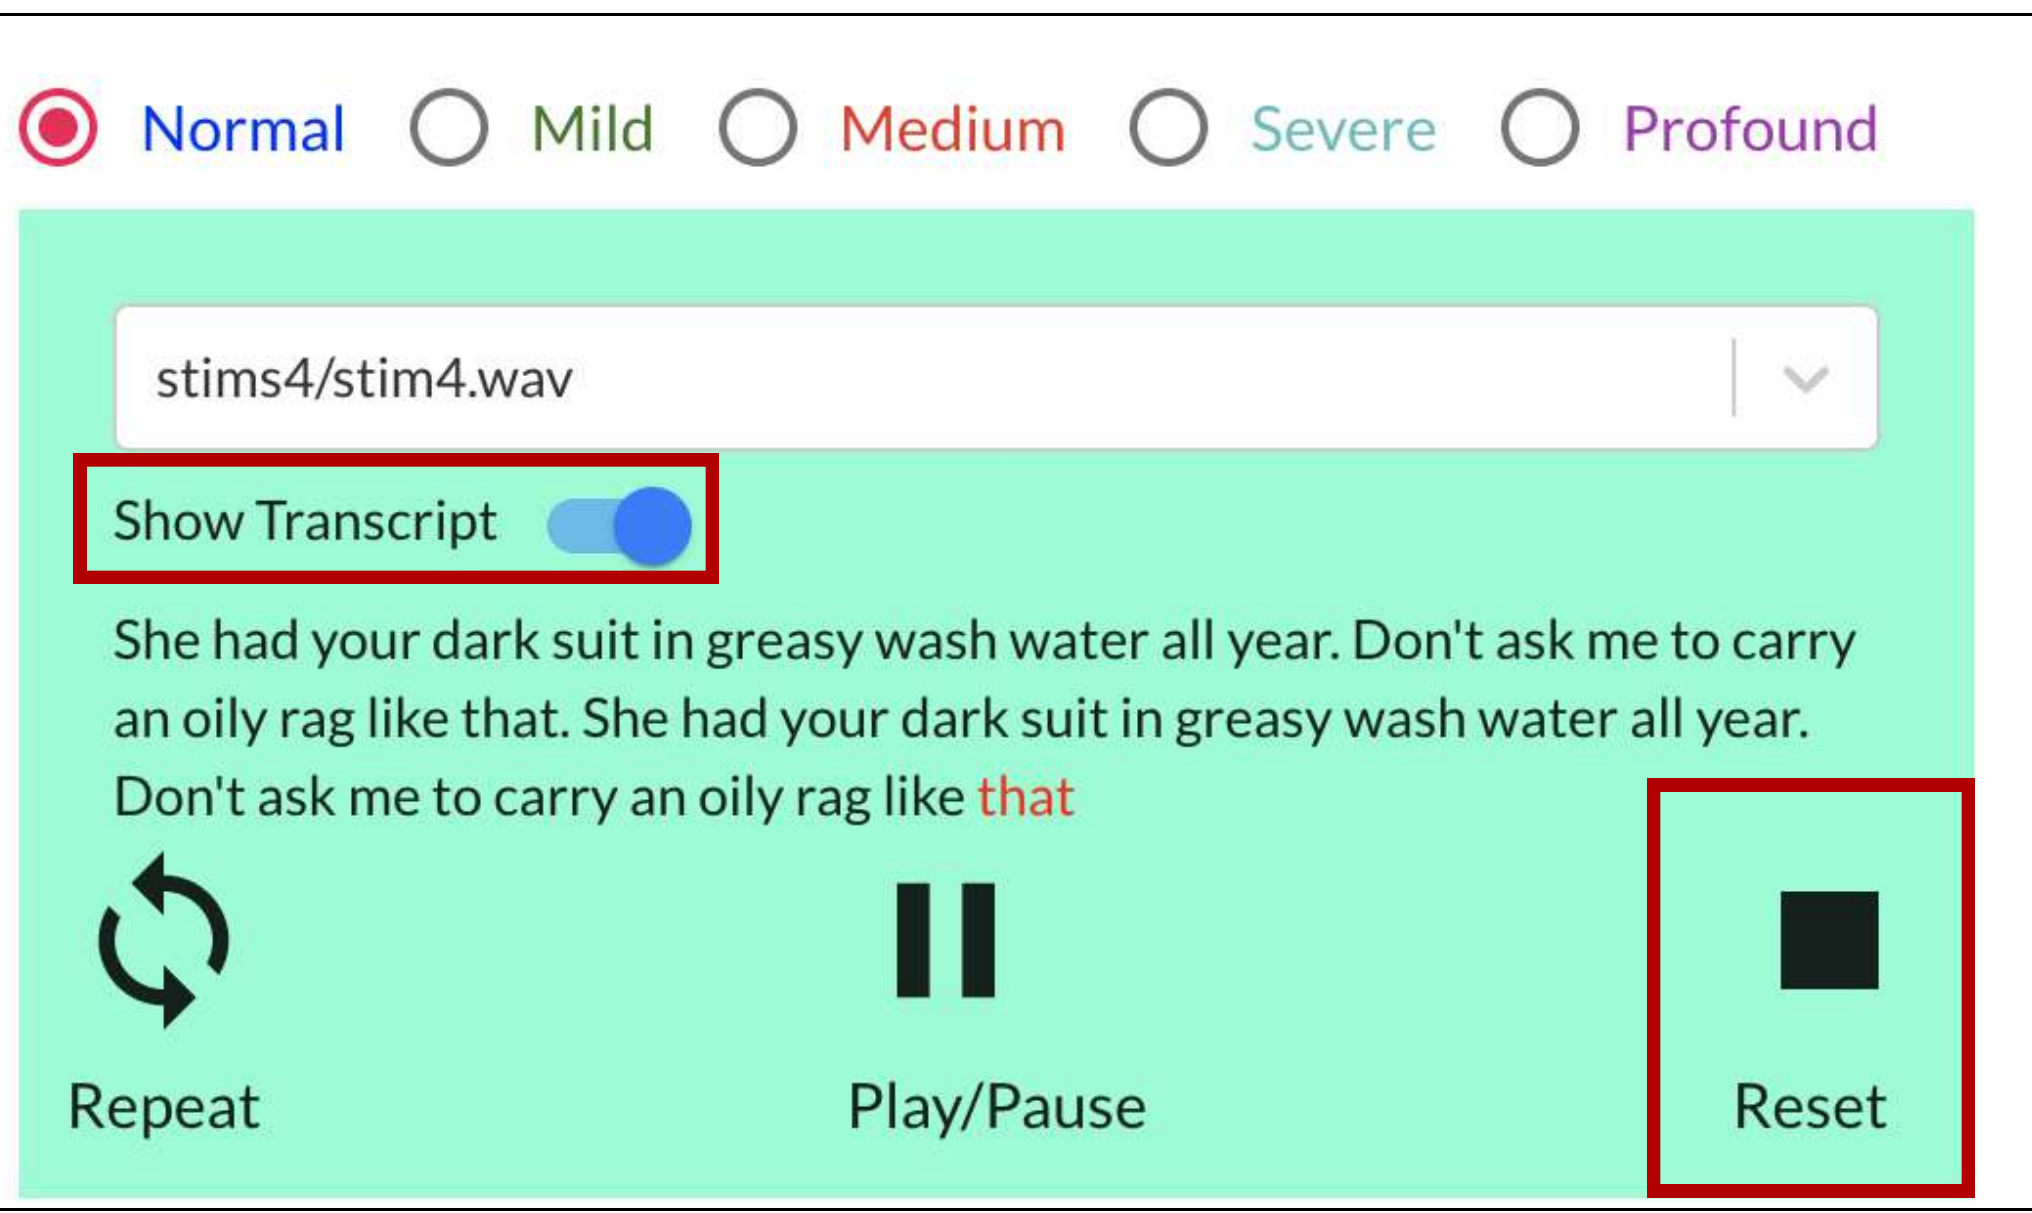 Normal Mild Medium Severe Profound
stims4/stim4.wav
Show Transcript
She had your dark suit in greasy wash water all year. Don't ask me to carry
an oily rag like that. She had your dark suit in greasy wash water all year.
Don't ask me to carry an oily rag like that
Repeat Play/Pause Reset